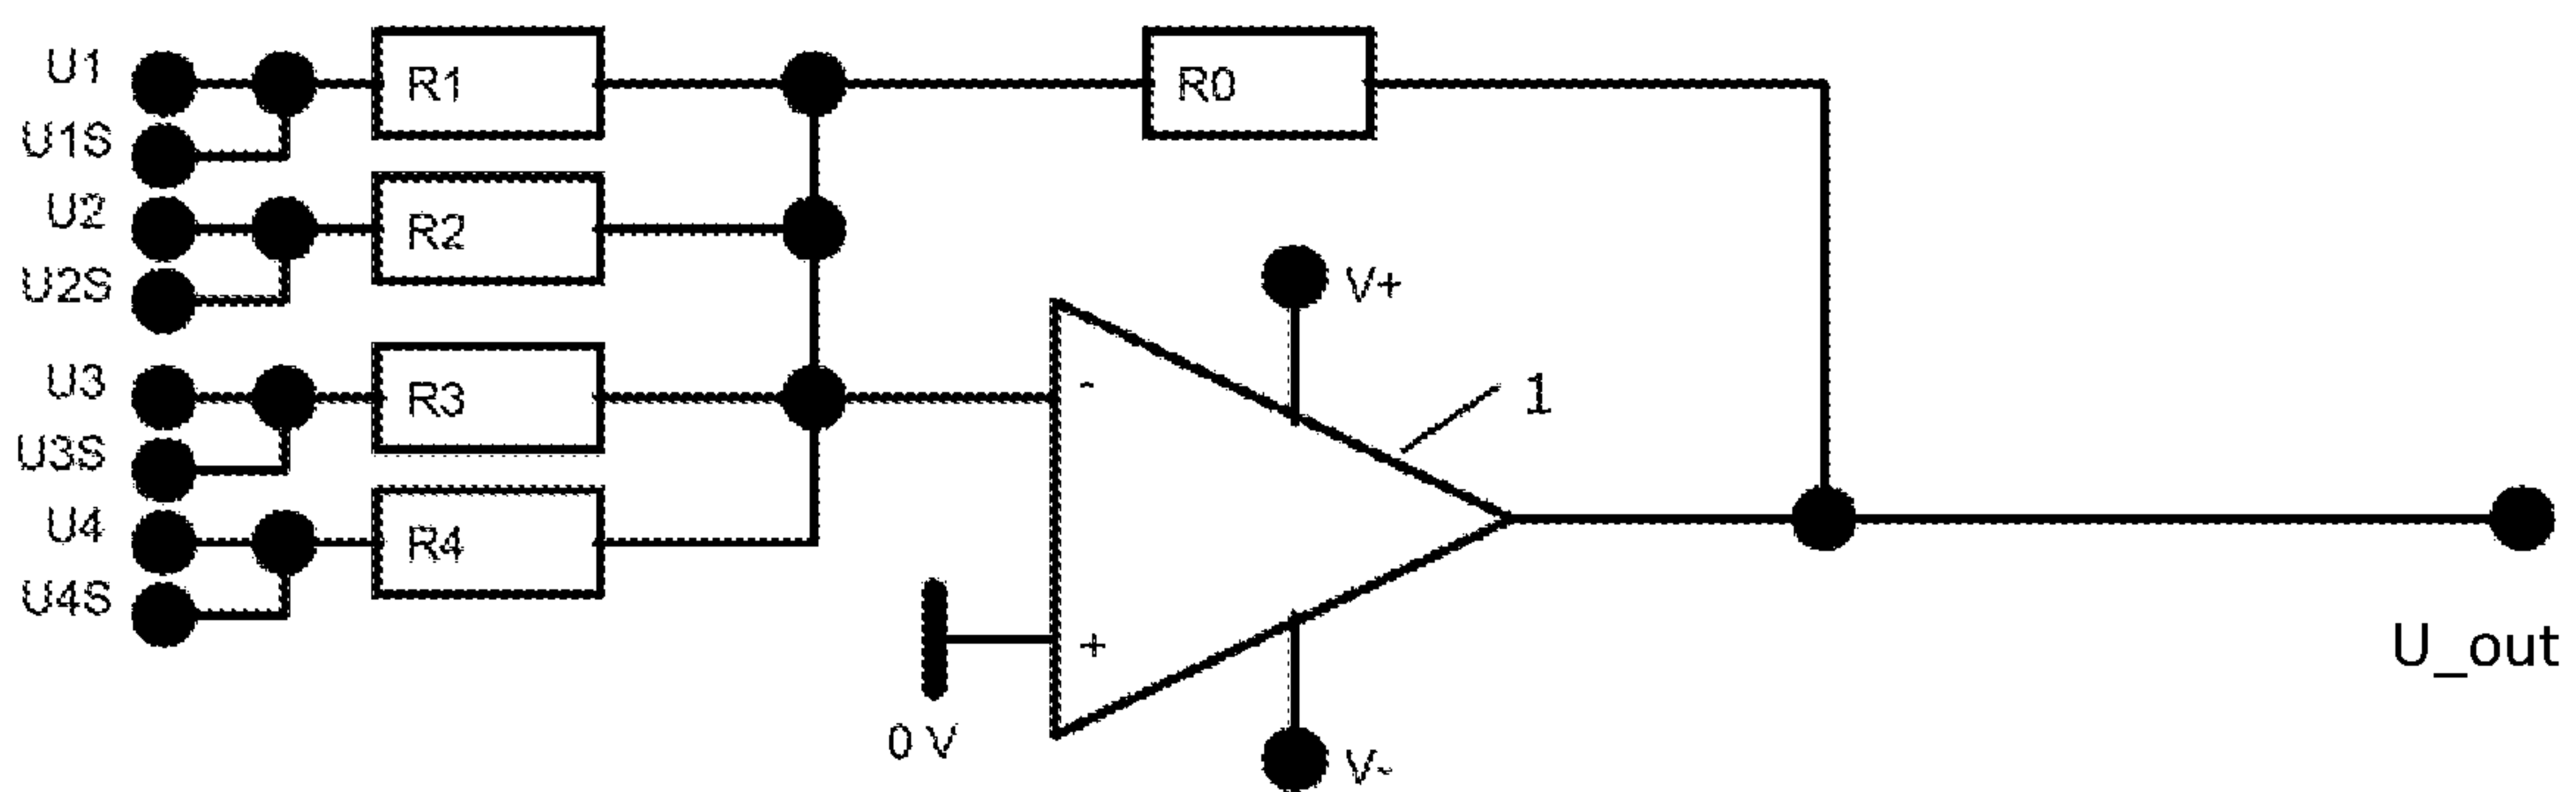 U1
R1
R0
U1S
U2
R2
U2S
V+
U3
R3
-
1
U3S
U4
R4
U4S
+
U_out
0 V
V-